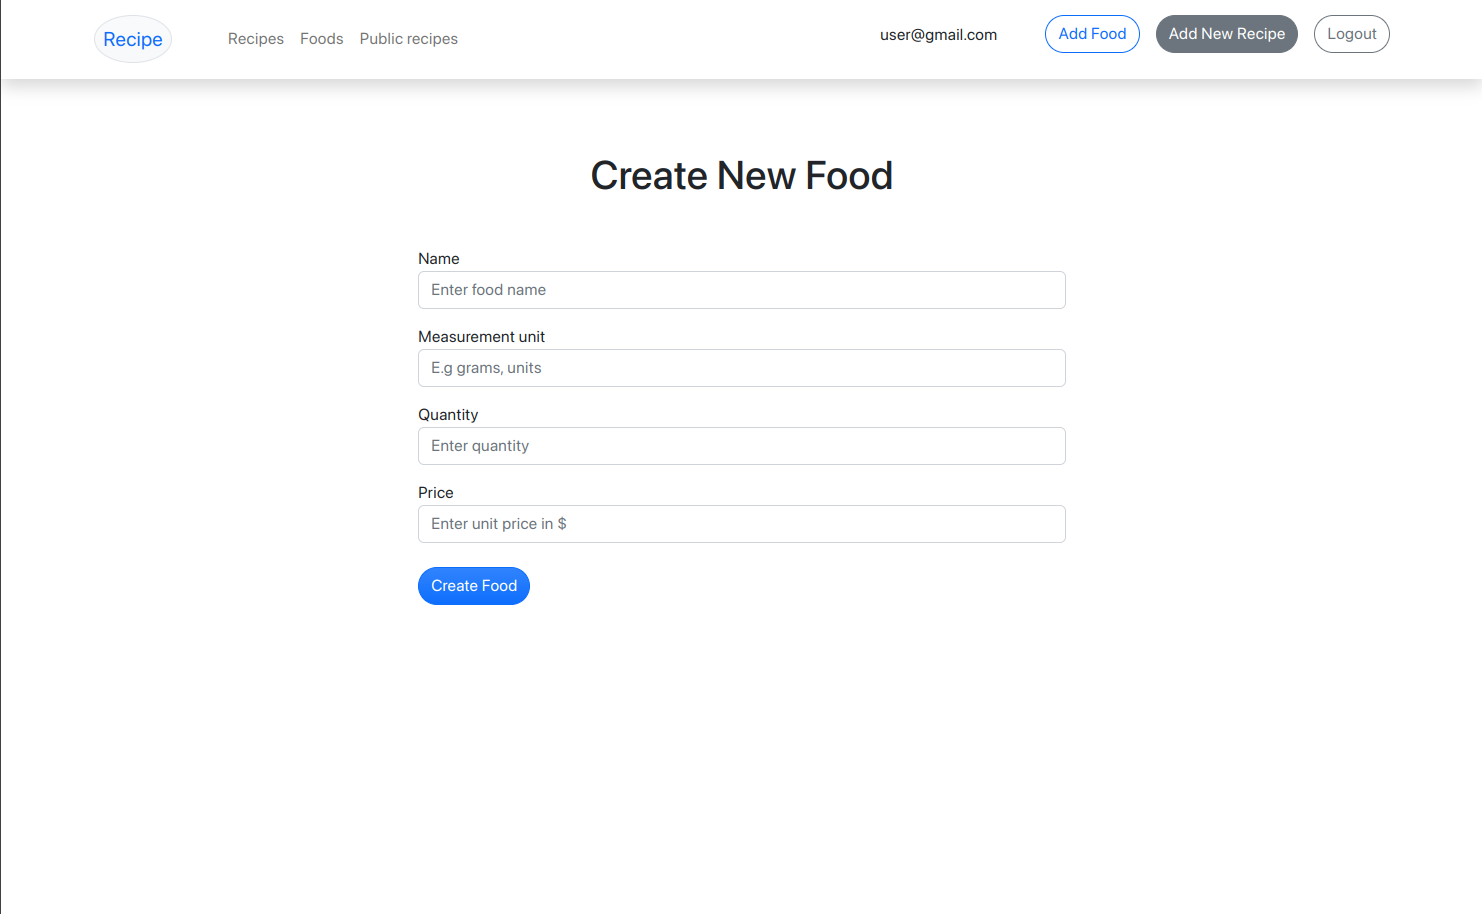 Recipe
Recipes Foods Public recipes
user@gmail.com
Add Food
Add New Recipe
Logout
Create New Food
Name
Enter food name
Measurement unit
E.g grams, units
Quantity
Enter quantity
Price
Enter unit price in $
Create Food